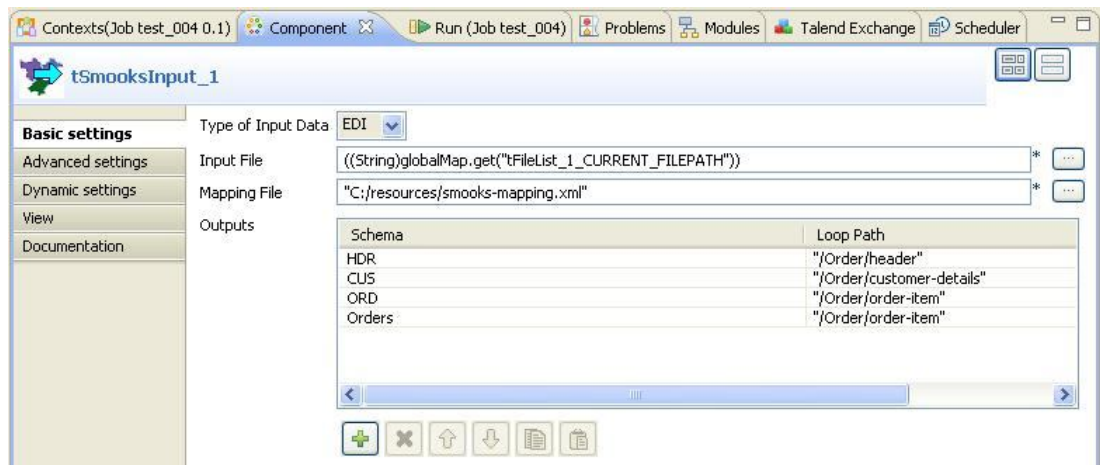 Contexts(Job test_004 0.1) Component Run (Job test_004) Problems Modules Talend Exchange Scheduler
tSmooksInput_1
Basic settings
Advanced settings
Dynamic settings
View
Documentation
Type of Input Data EDI
Input File ((String)globalMap.get("tFileList_1_CURRENT_FILEPATH")) * ...
Mapping File "C:/resources/smooks-mapping.xml" * ...
Outputs
Schema Loop Path
HDR "/Order/header"
CUS "/Order/customer-details"
ORD "/Order/order-item"
Orders "/Order/order-item"